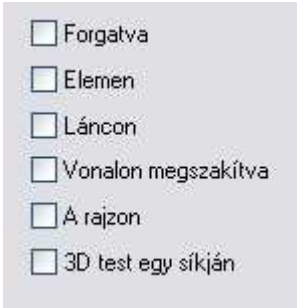 Forgatva
Elemen
Láncon
Vonalon megszakítva
A rajzon
3D test egy síkján